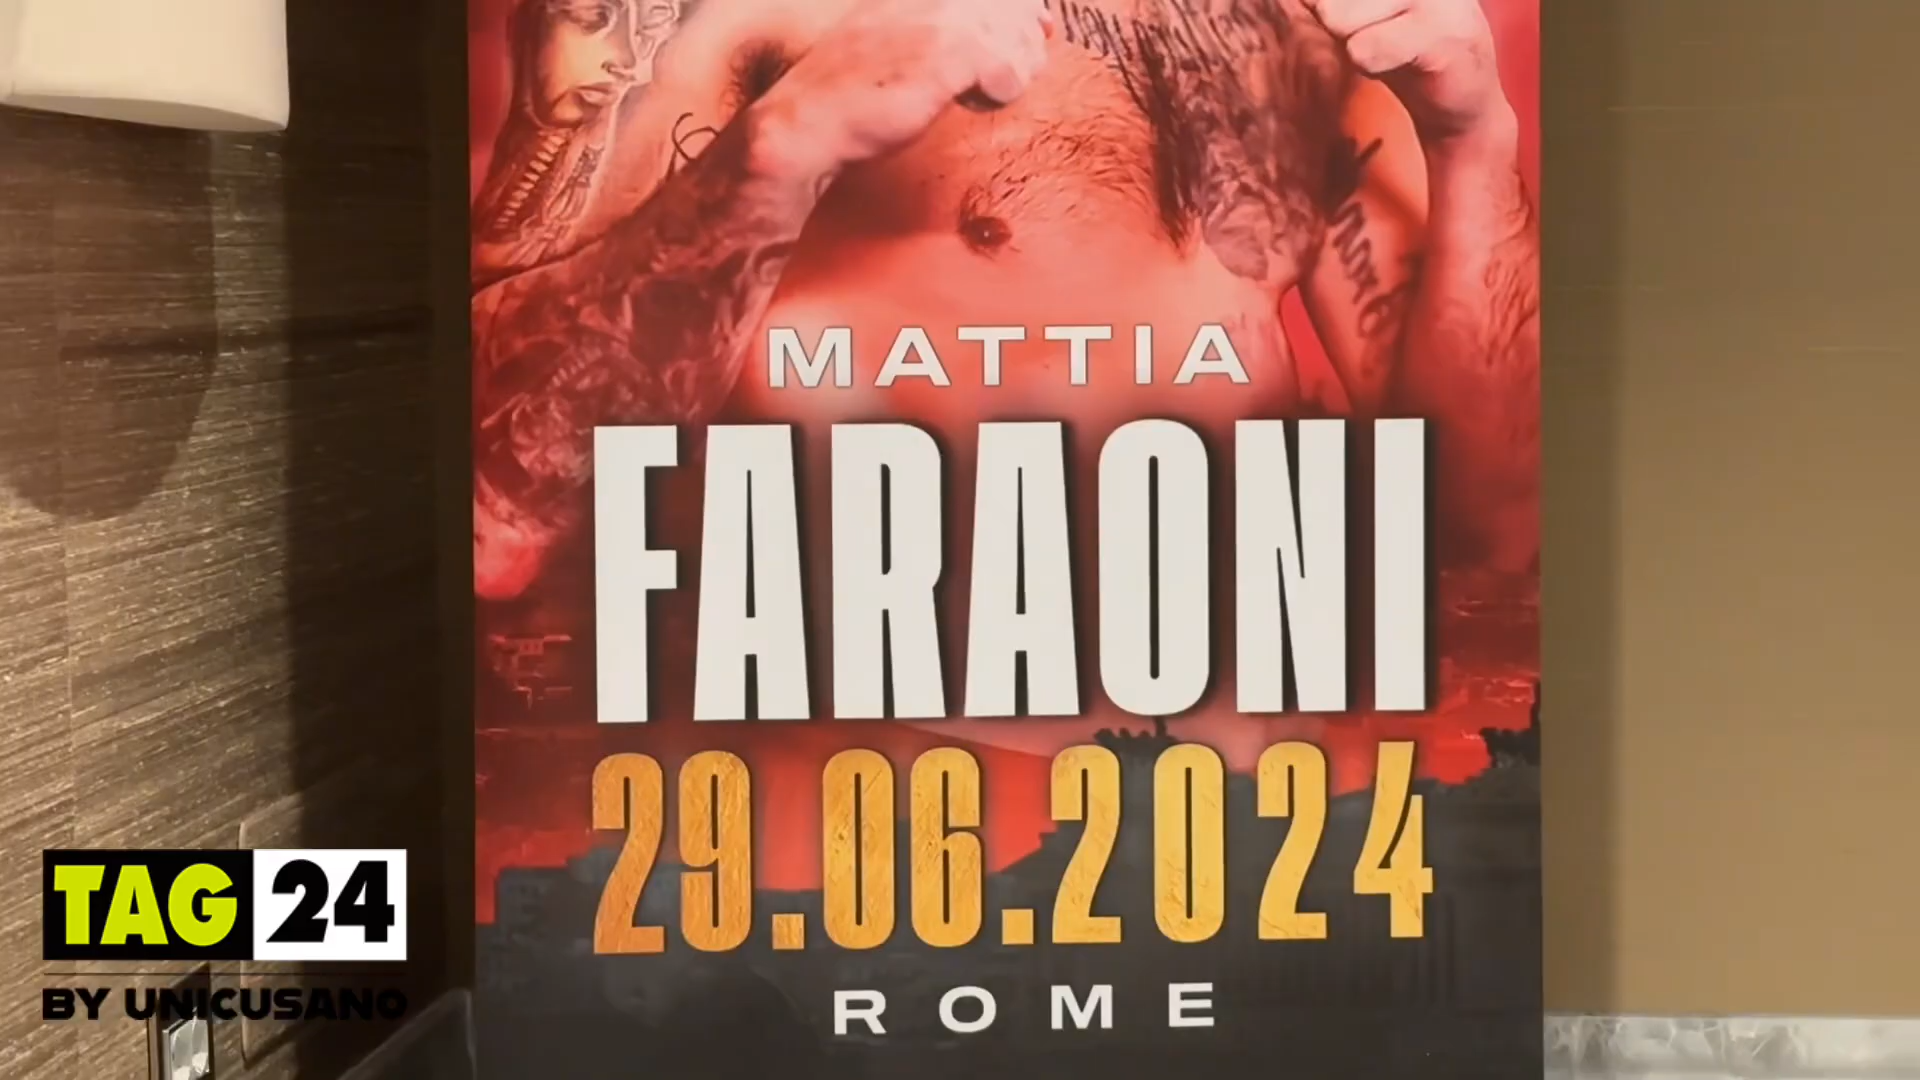 MATTIA
FARAONI
29.06.2024
ROME
TAG 24
BY UNICUSANO